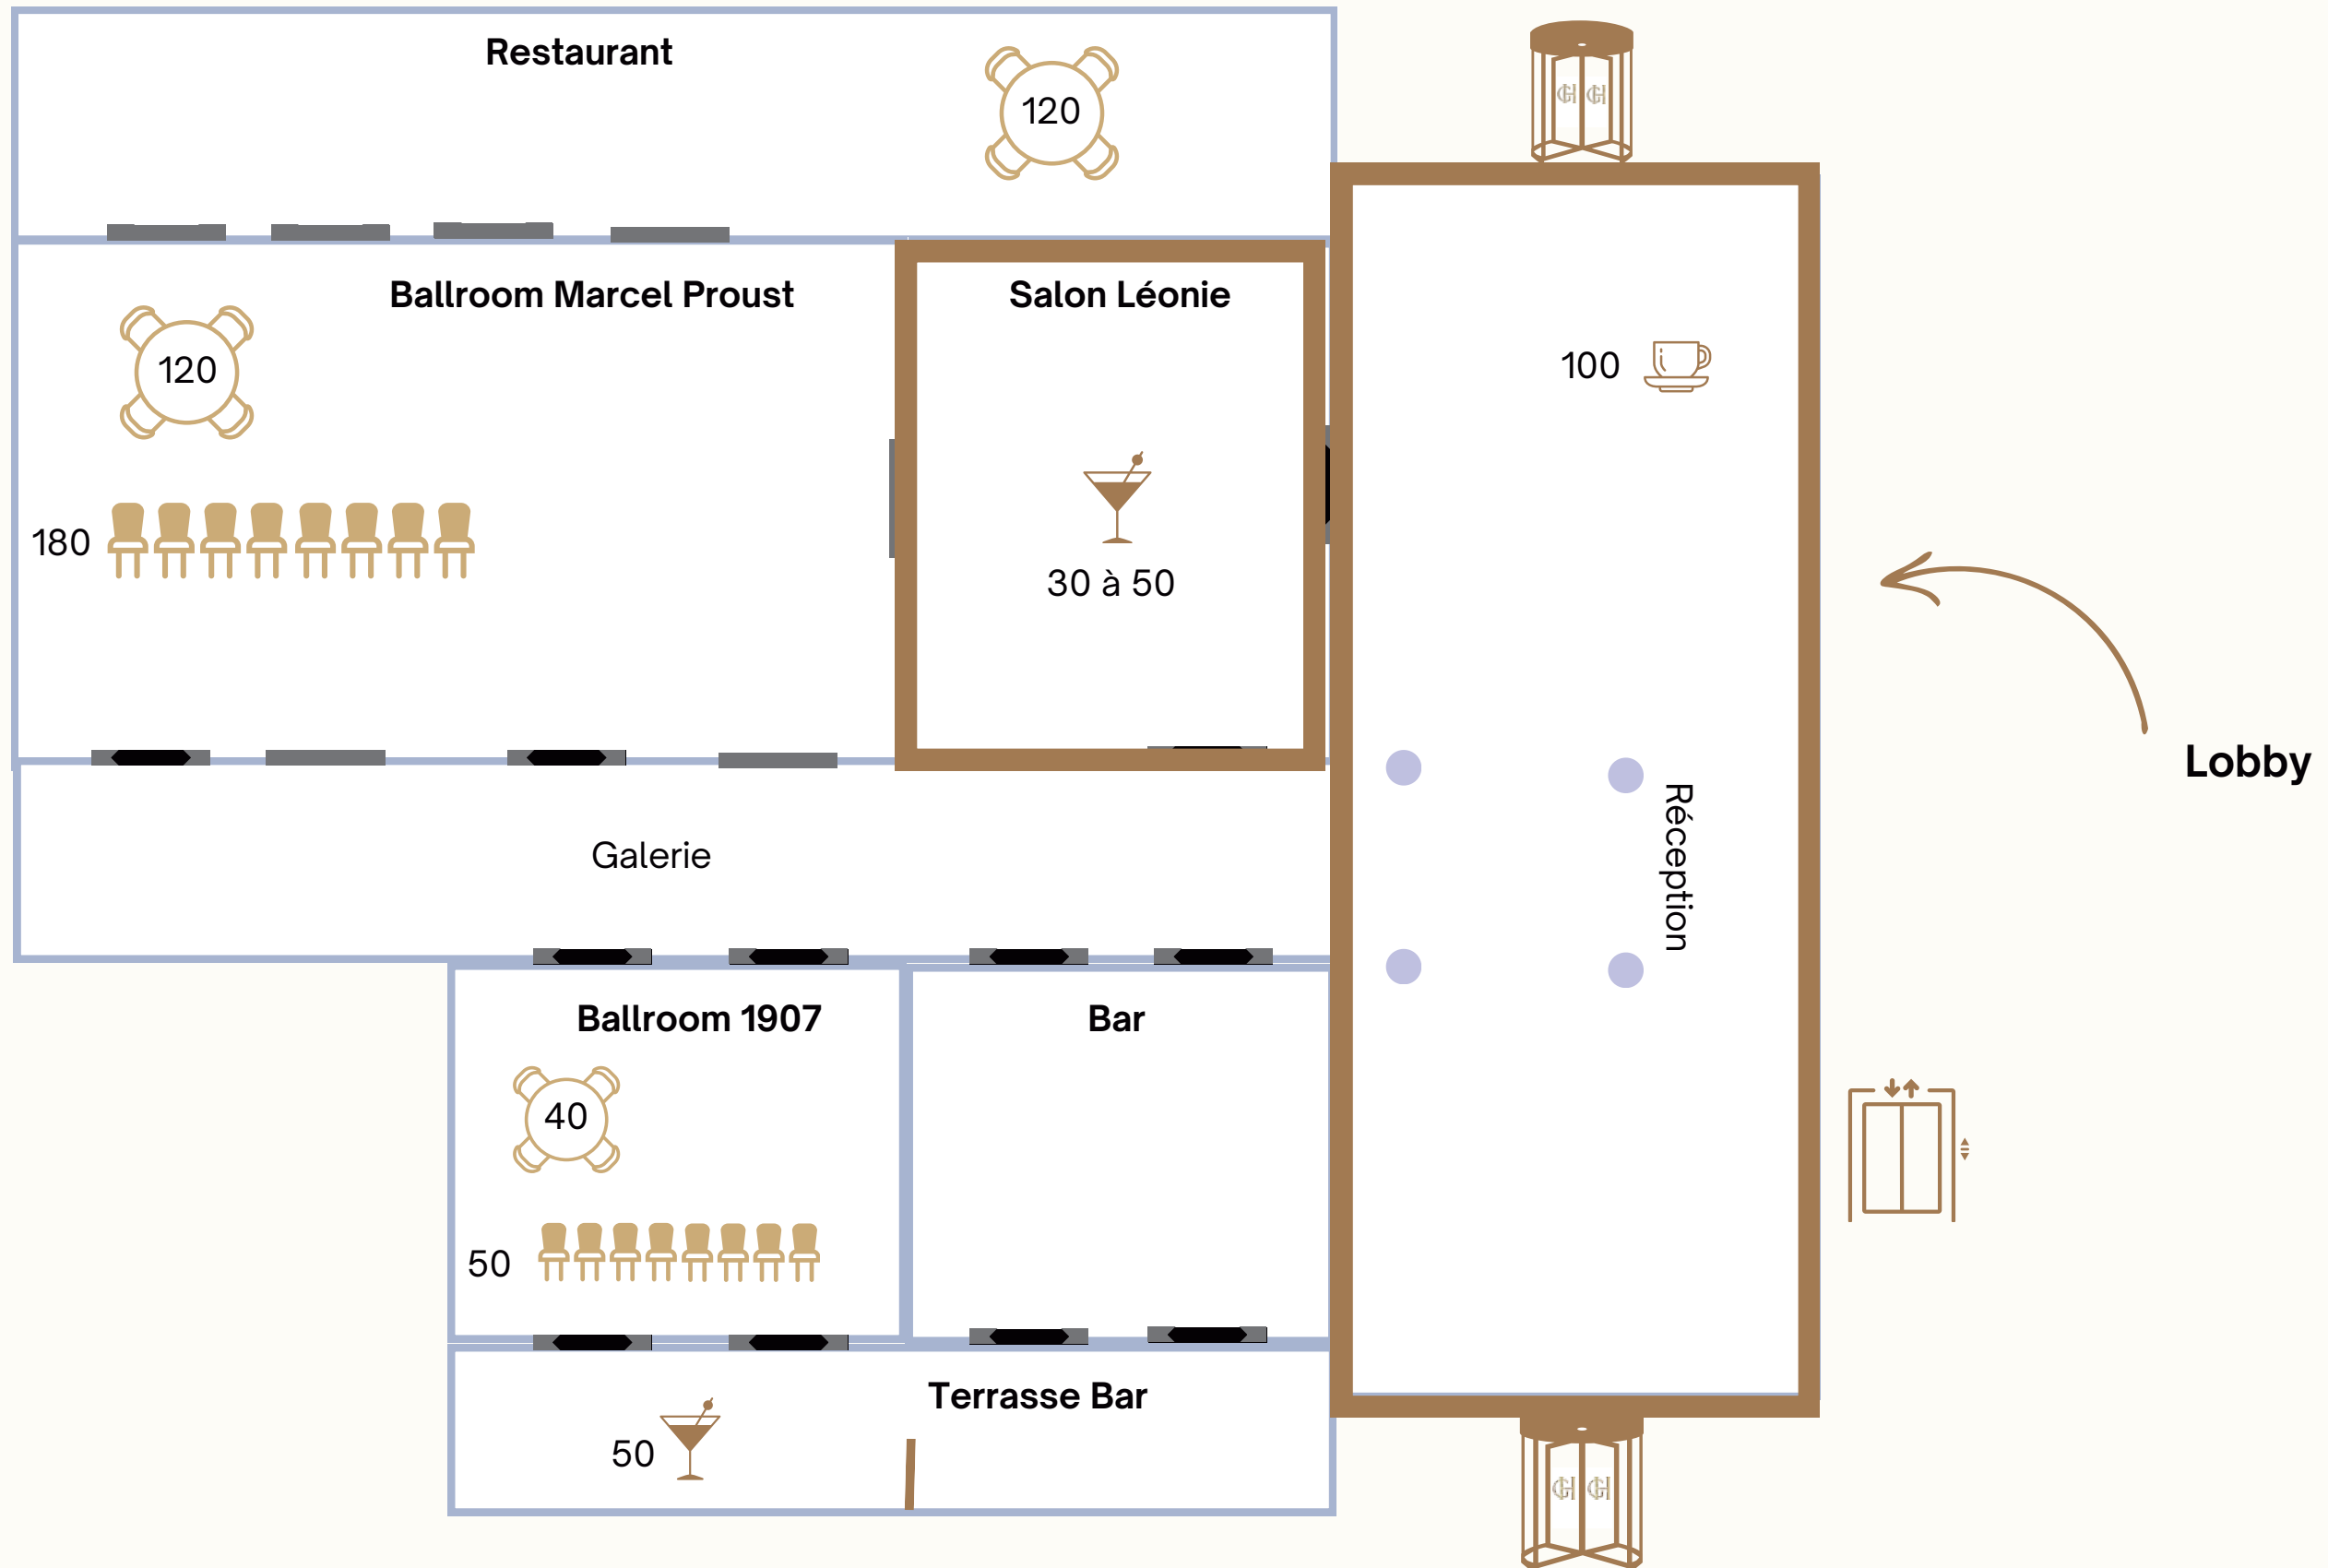 Restaurant
120
Ballroom Marcel Proust
Salon Léonie
120
100
180
30 à 50
Lobby
Réception
Galerie
Ballroom 1907
Bar
40
50
Terrasse Bar
50